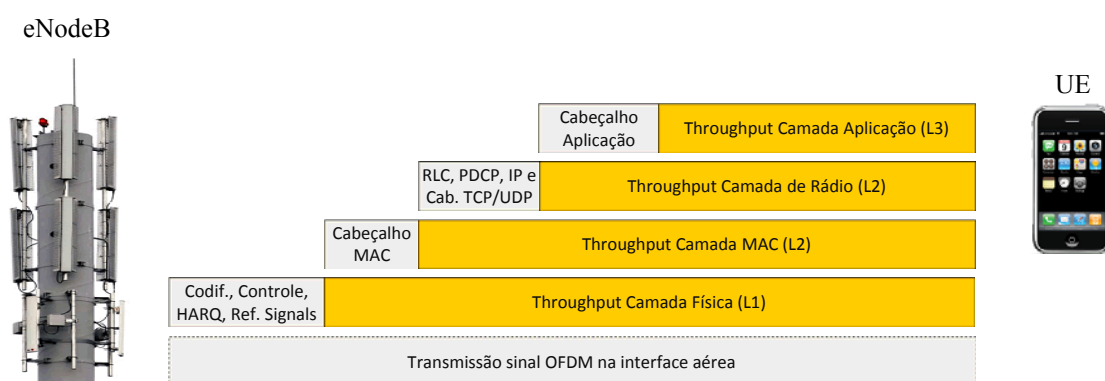 eNodeB
UE
Cabeçalho
Aplicação
Throughput Camada Aplicação (L3)
RLC, PDCP, IP e
Cab. TCP/UDP
Throughput Camada de Rádio (L2)
Cabeçalho
MAC
Throughput Camada MAC (L2)
Codif., Controle,
HARQ, Ref. Signals
Throughput Camada Física (L1)
Transmissão sinal OFDM na interface aérea